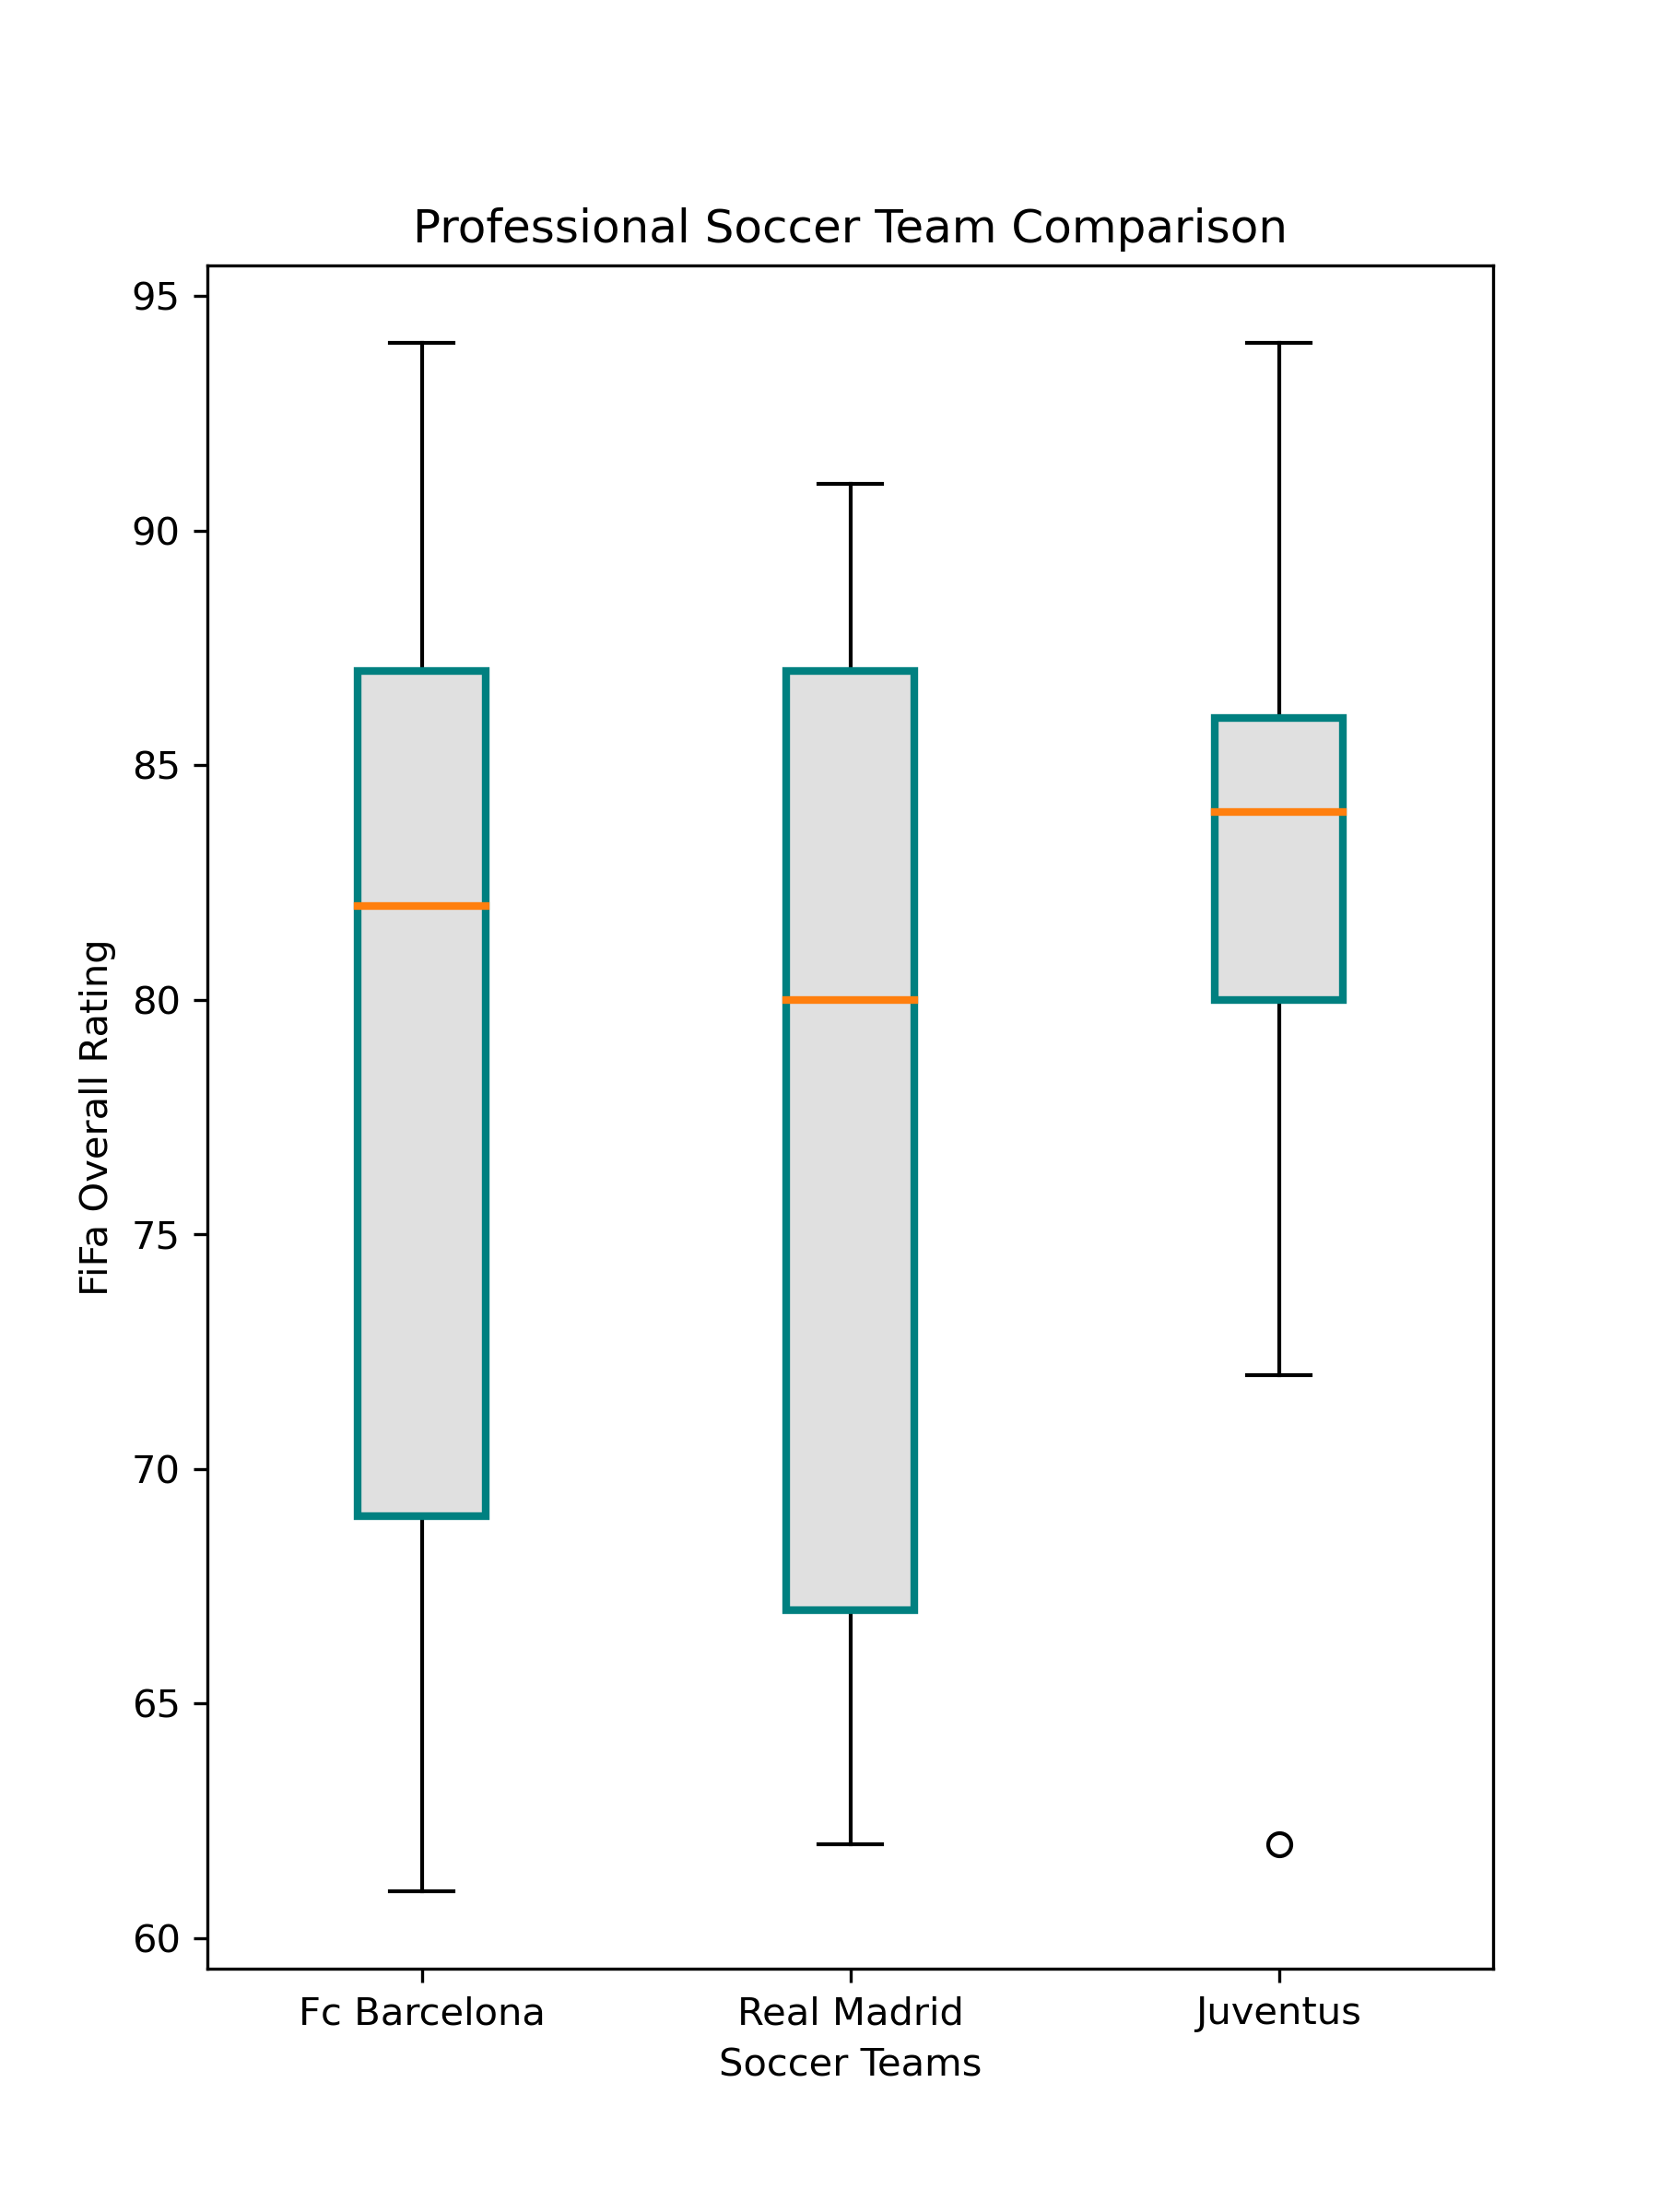 Professional Soccer Team Comparison
95
90
85
80
75
70
65
60
FiFa Overall Rating
Fc Barcelona
Real Madrid
Juventus
Soccer Teams